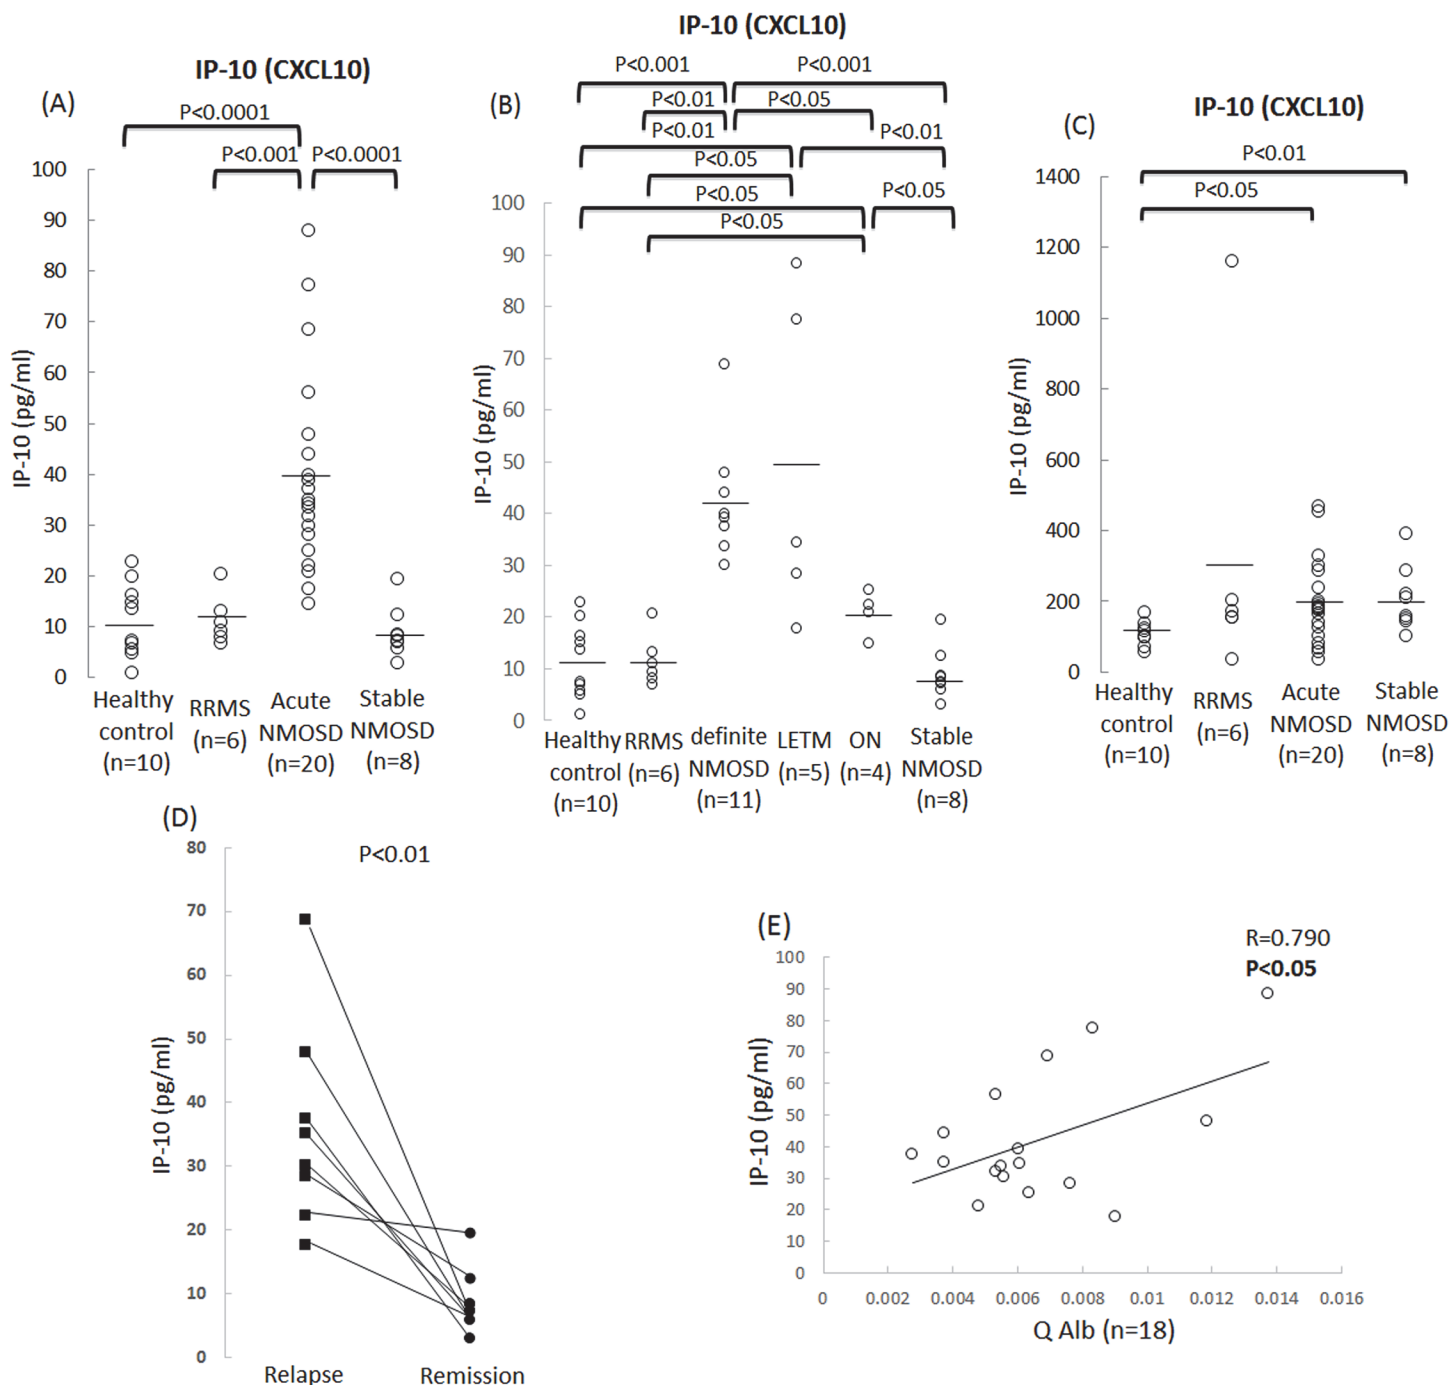 IP-10 (CXCL10)
(A)
P<0.0001
P<0.001
P<0.0001
IP-10 (pg/ml)
100
90
80
70
60
50
40
30
20
10
0
Healthy control (n=10)
RRMS (n=6)
Acute NMOSD (n=20)
Stable NMOSD (n=8)
IP-10 (CXCL10)
(B)
P<0.001
P<0.001
P<0.01
P<0.05
P<0.01
P<0.01
P<0.05
P<0.05
P<0.05
P<0.05
IP-10 (pg/ml)
100
90
80
70
60
50
40
30
20
10
0
Healthy control (n=10)
RRMS (n=6)
definite NMOSD (n=11)
LETM (n=5)
ON (n=4)
Stable NMOSD (n=8)
IP-10 (CXCL10)
(C)
P<0.01
P<0.05
IP-10 (pg/ml)
1400
1200
1000
800
600
400
200
0
Healthy control (n=10)
RRMS (n=6)
Acute NMOSD (n=20)
Stable NMOSD (n=8)
(D)
P<0.01
IP-10 (pg/ml)
80
70
60
50
40
30
20
10
0
Relapse
Remission
(E)
R=0.790
P<0.05
IP-10 (pg/ml)
100
90
80
70
60
50
40
30
20
10
0
0 0.002 0.004 0.006 0.008 0.01 0.012 0.014 0.016
Q Alb (n=18)